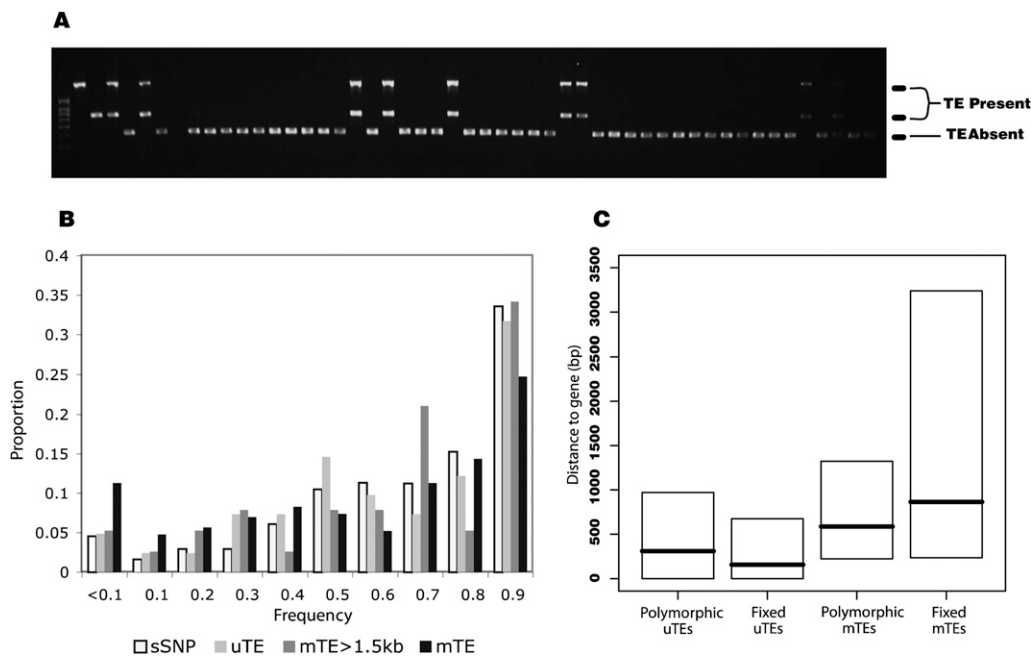 A
TE Present
TEAbsent
B
Proportion
0.4
0.35
0.3
0.25
0.2
0.15
0.1
0.05
0
<0.1 0.1 0.2 0.3 0.4 0.5 0.6 0.7 0.8 0.9
Frequency
sSNP uTE mTE>1.5kb mTE
C
Distance to gene (bp)
3500
3000
2500
2000
1500
1000
500
0
Polymorphic uTEs
Fixed uTEs
Polymorphic mTEs
Fixed mTEs